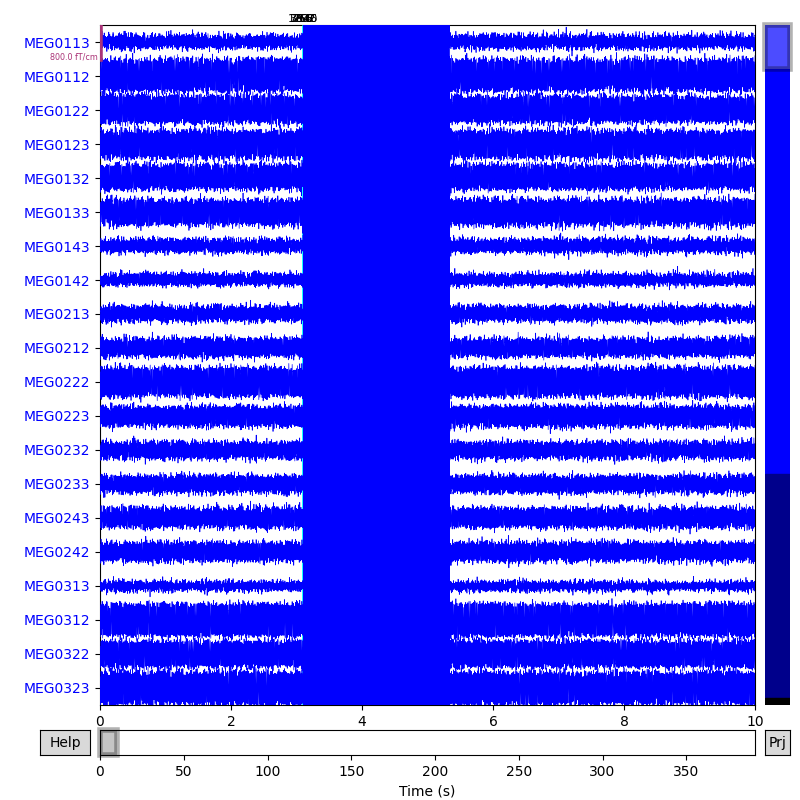 MEG0113
800.0 fT/cm
MEG0112
MEG0122
MEG0123
MEG0132
MEG0133
MEG0143
MEG0142
MEG0213
MEG0212
MEG0222
MEG0223
MEG0232
MEG0233
MEG0243
MEG0242
MEG0313
MEG0312
MEG0322
MEG0323
0 2 4 6 8 10
Help Prj
0 50 100 150 200 250 300 350
Time (s)